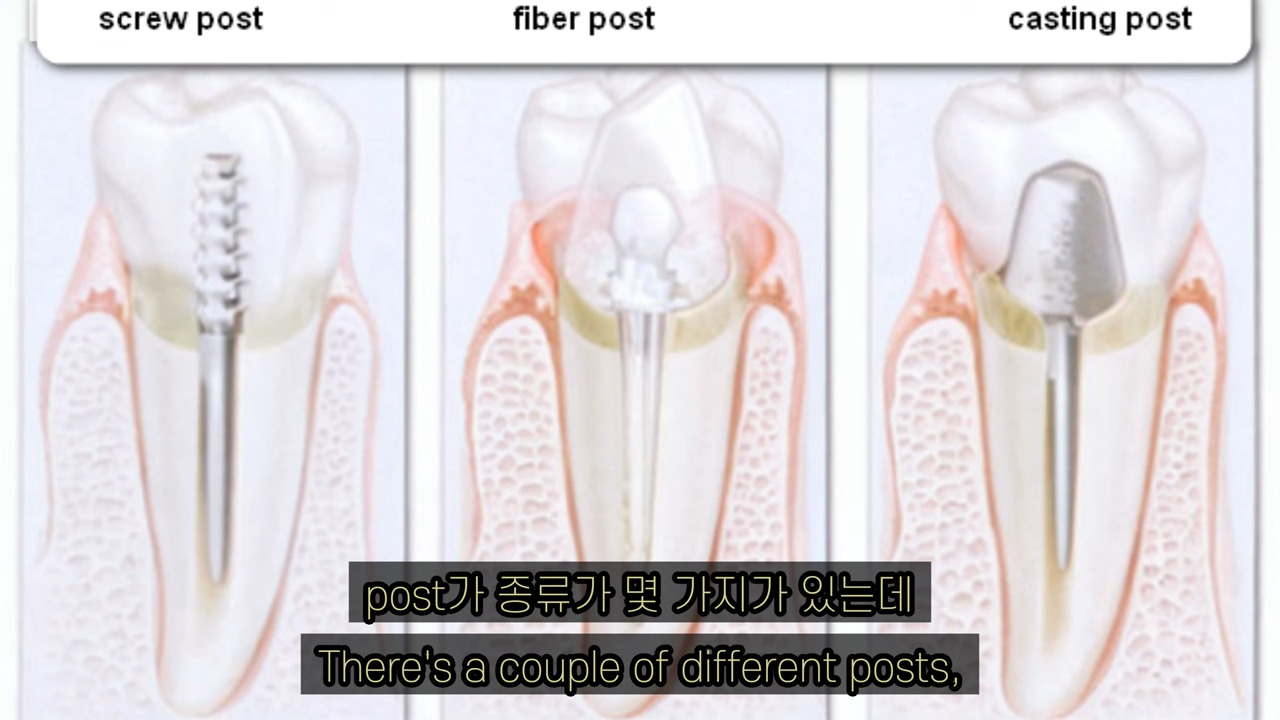 screw post
fiber post
casting post
post가 종류가 몇 가지가 있는데
There's a couple of different posts,